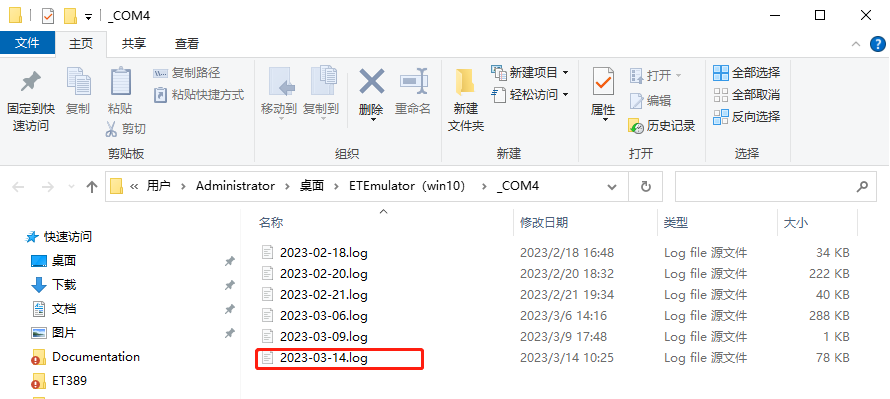 _COM4
文件 主页 共享 查看
固定到快速访问
复制
粘贴
复制路径
粘贴快捷方式
剪切
剪贴板
移动到
复制到
删除
重命名
组织
新建文件夹
新建项目
轻松访问
新建
属性
打开
编辑
历史记录
打开
全部选择
全部取消
反向选择
选择
« 用户 > Administrator > 桌面 > ETEmulator（win10） > _COM4
快速访问
桌面
下载
文档
图片
Documentation
ET389
名称 修改日期 类型 大小
2023-02-18.log 2023/2/18 16:48 Log file 源文件 34 KB
2023-02-20.log 2023/2/20 18:32 Log file 源文件 222 KB
2023-02-21.log 2023/2/21 19:34 Log file 源文件 40 KB
2023-03-06.log 2023/3/6 14:16 Log file 源文件 288 KB
2023-03-09.log 2023/3/9 17:48 Log file 源文件 1 KB
2023-03-14.log 2023/3/14 10:25 Log file 源文件 78 KB